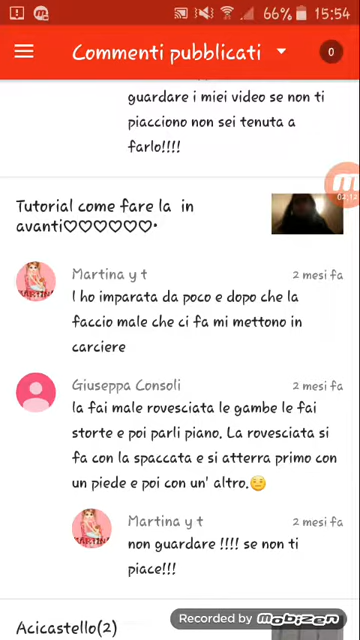 66% 15:54
Commenti pubblicati
0
guardare i miei video se non ti
piacciono non sei tenuta a
farlo!!!!
02:12
Tutorial come fare la in
avanti♡♡♡♡♡♡•
Martina y t
2 mesi fa
l ho imparata da poco e dopo che la
faccio male che ci fa mi mettono in
carciere
Giuseppa Consoli
2 mesi fa
la fai male rovesciata le gambe le fai
storte e poi parli piano. La rovesciata si
fa con la spaccata e si atterra primo con
un piede e poi con un' altro.😉
Martina y t
2 mesi fa
non guardare !!!! se non ti
piace!!!
Acicastello(2)
Recorded by Mobizen